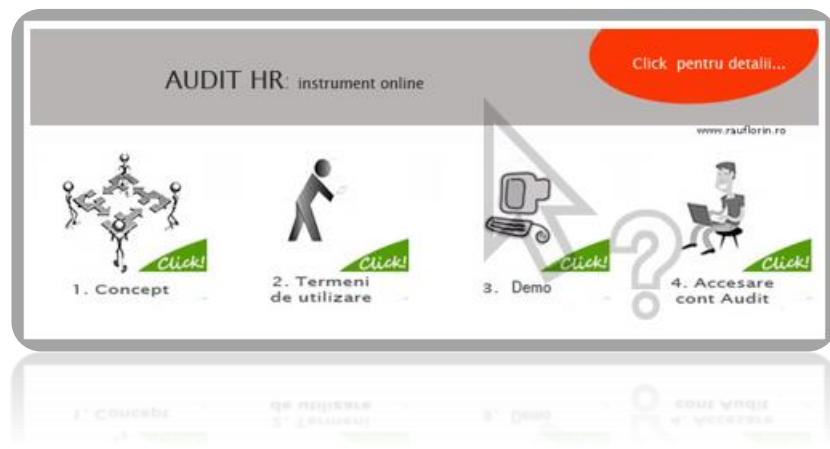 AUDIT HR: instrument online
Click pentru detalii...
www.rauflorin.ro
Click!
Click!
Click!
Click!
1. Concept
2. Termeni
de utilizare
3. Demo
4. Accesare
cont Audit